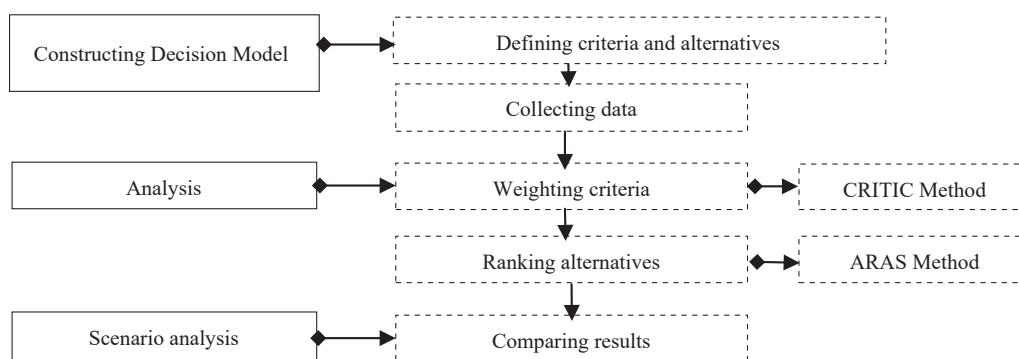 Constructing Decision Model
Defining criteria and alternatives
Collecting data
Analysis
Weighting criteria
CRITIC Method
Ranking alternatives
ARAS Method
Scenario analysis
Comparing results